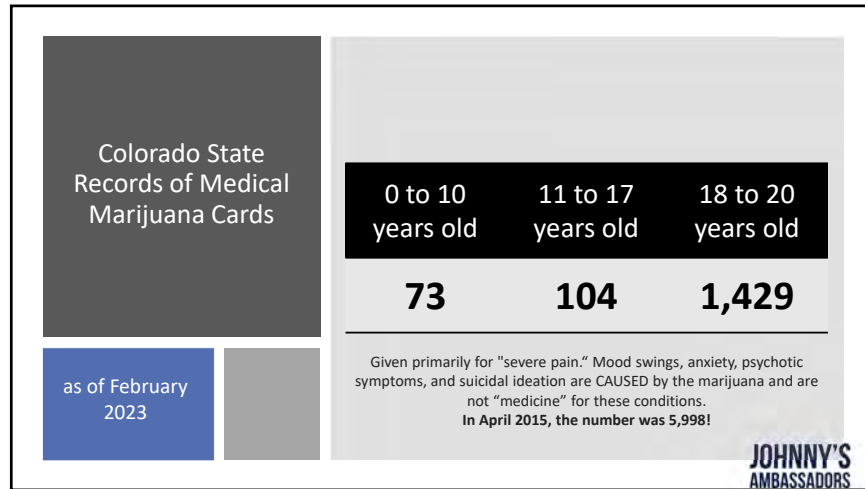 Colorado State
Records of Medical
Marijuana Cards
as of February
2023
0 to 10
years old
11 to 17
years old
18 to 20
years old
73
104
1,429
Given primarily for "severe pain.“ Mood swings, anxiety, psychotic
symptoms, and suicidal ideation are CAUSED by the marijuana and are
not “medicine” for these conditions.
In April 2015, the number was 5,998!
JOHNNY'S
AMBASSADORS